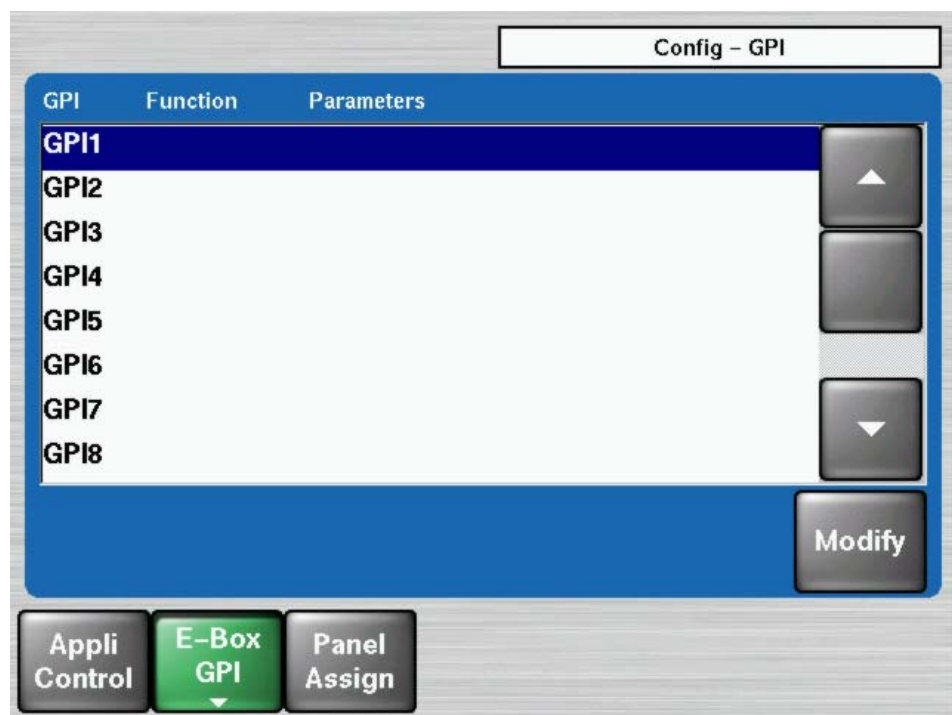 Config – GPI
GPI Function Parameters
GPI1
GPI2
GPI3
GPI4
GPI5
GPI6
GPI7
GPI8
Modify
Appli
Control
E–Box
GPI
Panel
Assign